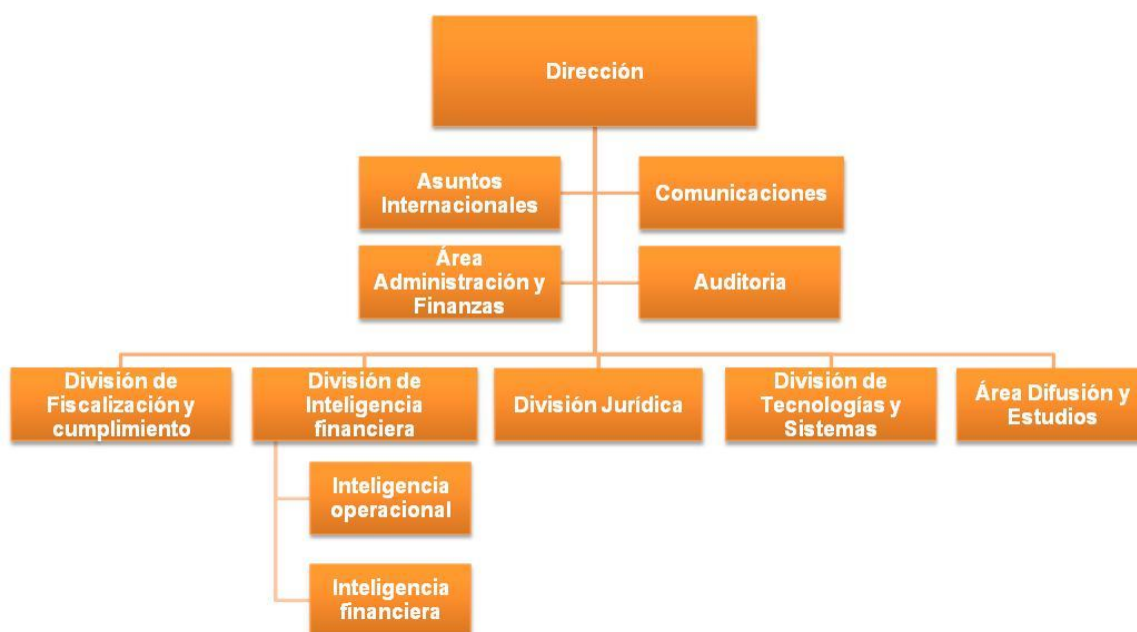 Dirección
Asuntos
Internacionales
Comunicaciones
Área
Administración y
Finanzas
Auditoria
División de
Fiscalización y
cumplimiento
División de
Inteligencia
financiera
División Jurídica
División de
Tecnologías y
Sistemas
Área Difusión y
Estudios
Inteligencia
operacional
Inteligencia
financiera